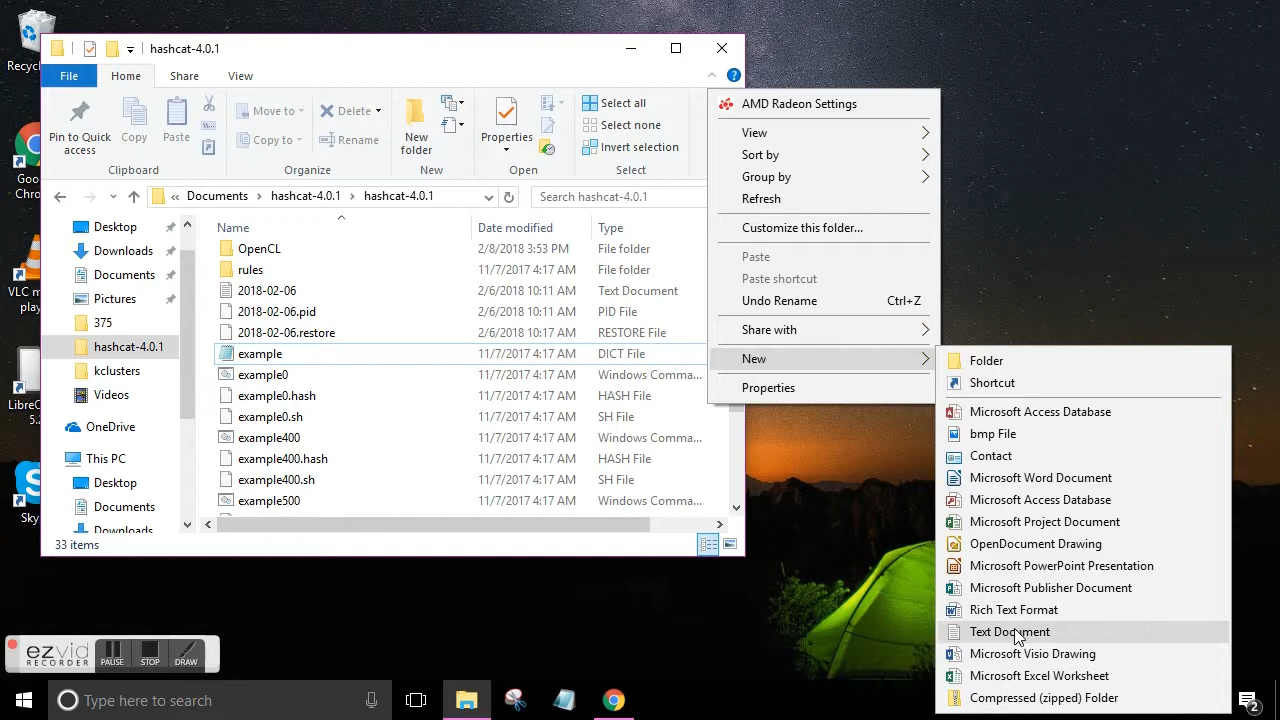 Recyc
hashcat-4.0.1
File Home Share View
Pin to Quick access
Copy
Paste
Move to
Copy to
Delete
Rename
New folder
Properties
Select all
Select none
Invert selection
Clipboard Organize New Select
« Documents hashcat-4.0.1 hashcat-4.0.1
Search hashcat-4.0.1
Goo
Chro
VLC m
play
LibreO
5.2
Sky
Desktop
Downloads
Documents
Pictures
375
hashcat-4.0.1
kclusters
Videos
OneDrive
This PC
Desktop
Documents
Downloads
Name Date modified Type
OpenCL 2/8/2018 3:53 PM File folder
rules 11/7/2017 4:17 AM File folder
2018-02-06 2/6/2018 10:11 AM Text Document
2018-02-06.pid 2/6/2018 10:11 AM PID File
2018-02-06.restore 2/6/2018 10:17 AM RESTORE File
example 11/7/2017 4:17 AM DICT File
example0 11/7/2017 4:17 AM Windows Comma...
example0.hash 11/7/2017 4:17 AM HASH File
example0.sh 11/7/2017 4:17 AM SH File
example400 11/7/2017 4:17 AM Windows Comma...
example400.hash 11/7/2017 4:17 AM HASH File
example400.sh 11/7/2017 4:17 AM SH File
example500 11/7/2017 4:17 AM Windows Comma...
33 items
AMD Radeon Settings
View
Sort by
Group by
Refresh
Customize this folder...
Paste
Paste shortcut
Undo Rename Ctrl+Z
Share with
New
Properties
Folder
Shortcut
Microsoft Access Database
bmp File
Contact
Microsoft Word Document
Microsoft Access Database
Microsoft Project Document
OpenDocument Drawing
Microsoft PowerPoint Presentation
Microsoft Publisher Document
Rich Text Format
Text Document
Microsoft Visio Drawing
Microsoft Excel Worksheet
Compressed (zipped) Folder
ezvid
RECORDER
PAUSE STOP DRAW
Type here to search
2